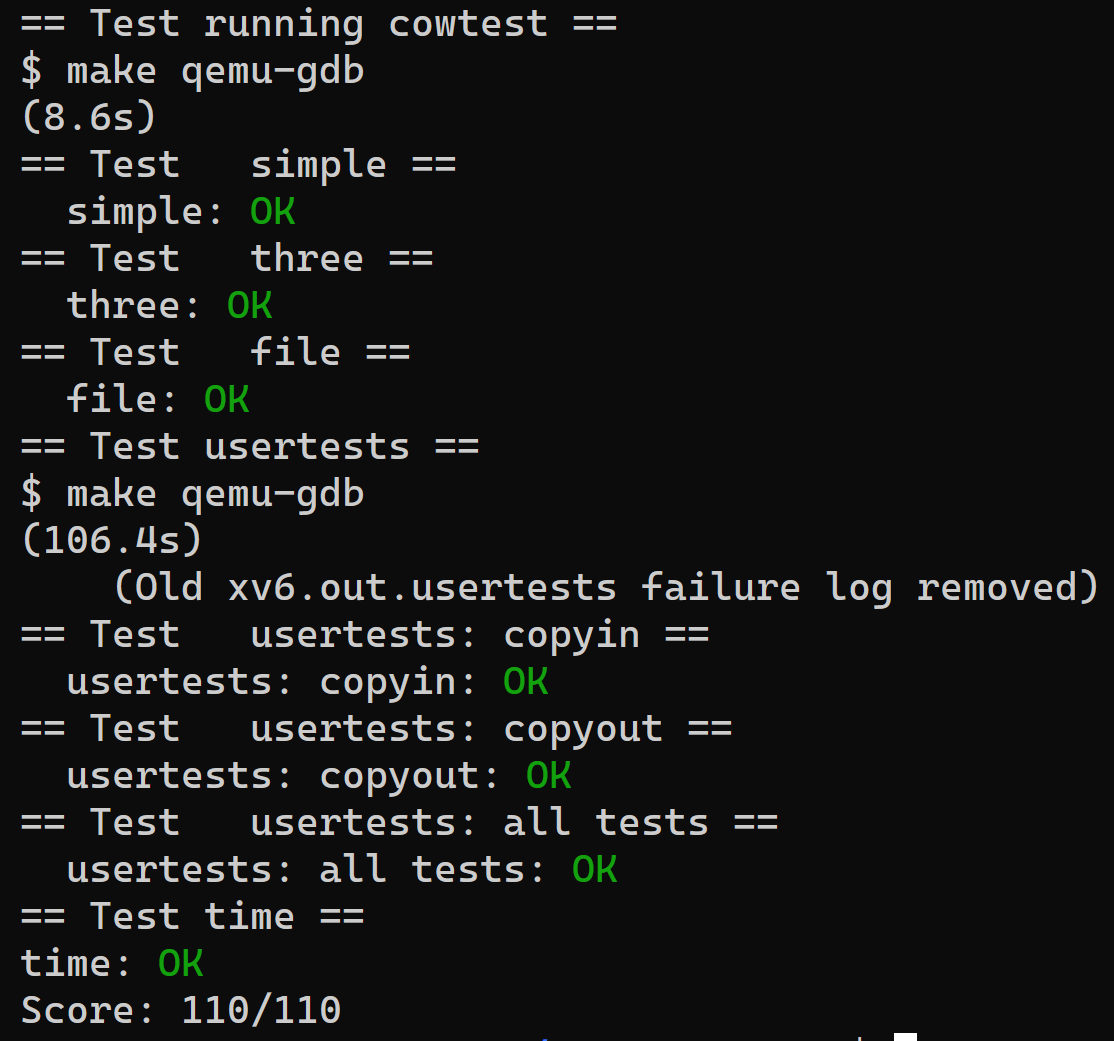 == Test running cowtest ==
$ make qemu-gdb
(8.6s)
== Test   simple ==
  simple: OK
== Test   three ==
  three: OK
== Test   file ==
  file: OK
== Test usertests ==
$ make qemu-gdb
(106.4s)
    (Old xv6.out.usertests failure log removed)
== Test   usertests: copyin ==
  usertests: copyin: OK
== Test   usertests: copyout ==
  usertests: copyout: OK
== Test   usertests: all tests ==
  usertests: all tests: OK
== Test time ==
time: OK
Score: 110/110